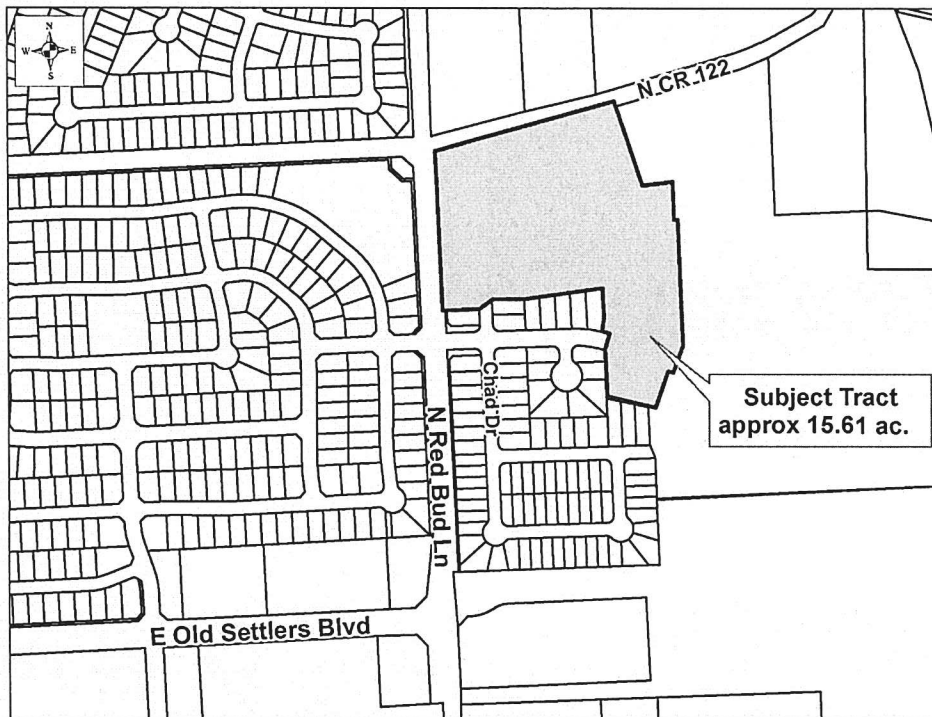 N
W E
S
N CR 122
Subject Tract
approx 15.61 ac.
Chad Dr
N Red Bud Ln
E Old Settlers Blvd